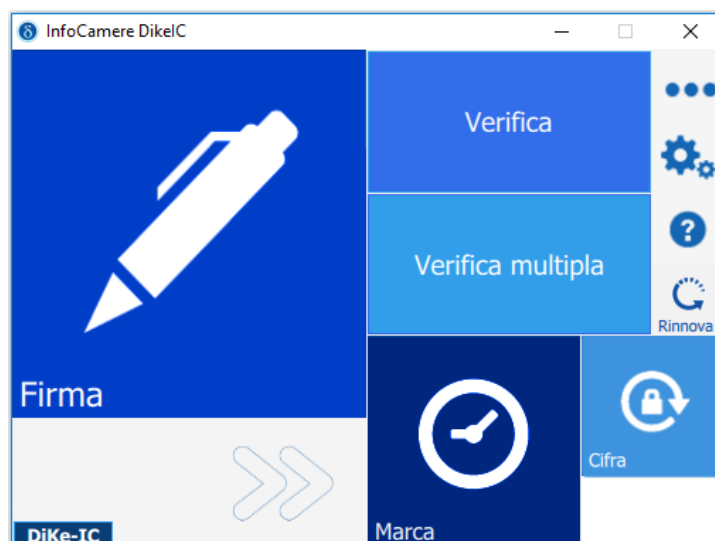 InfoCamere DikeIC
Verifica
Verifica multipla
?
Rinnova
Firma
Cifra
Marca
DiKe-IC